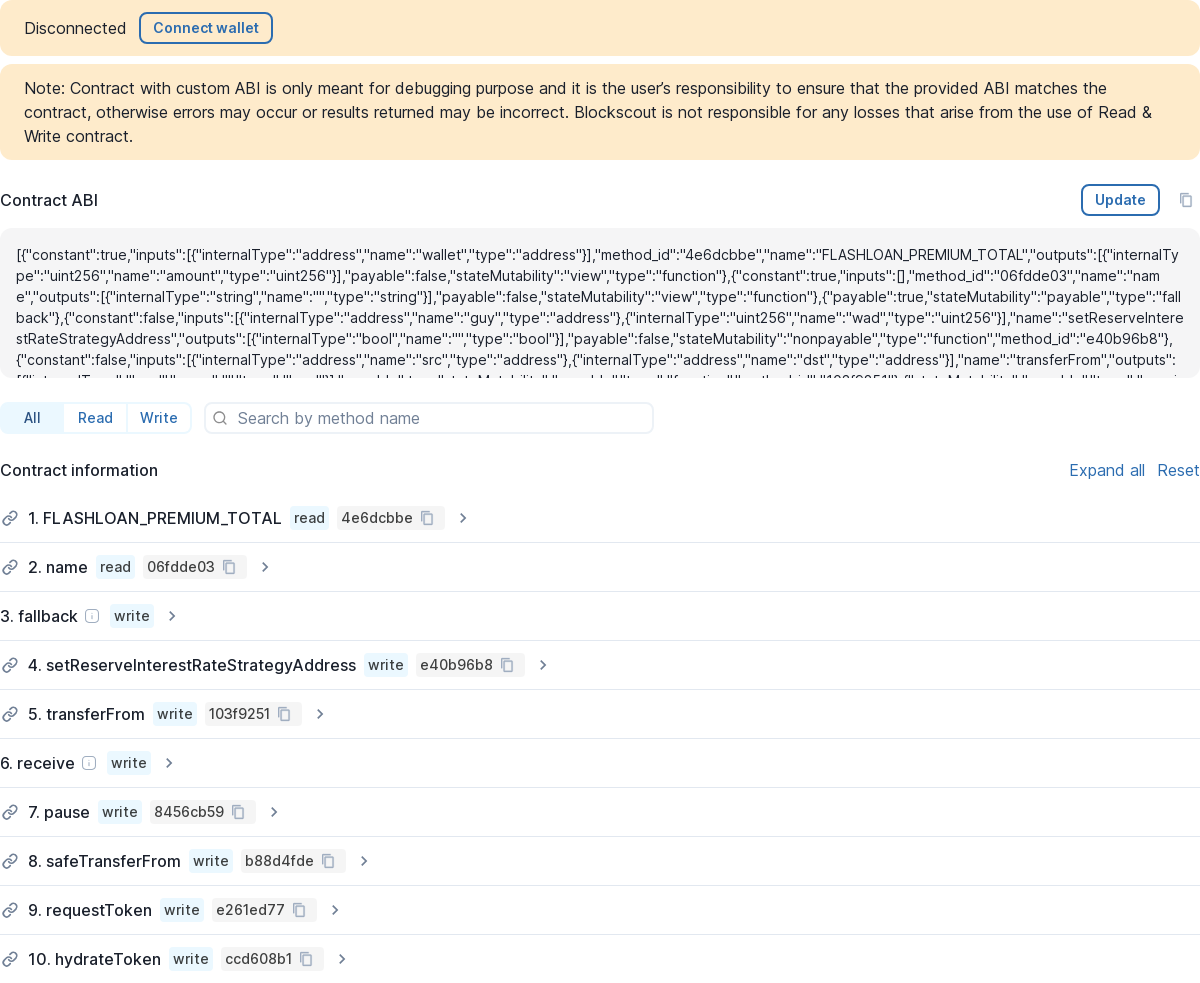 Disconnected Connect wallet
Note: Contract with custom ABI is only meant for debugging purpose and it is the user’s responsibility to ensure that the provided ABI matches the
contract, otherwise errors may occur or results returned may be incorrect. Blockscout is not responsible for any losses that arise from the use of Read &
Write contract.
Contract ABI Update
[{"constant":true,"inputs":[{"internalType":"address","name":"wallet","type":"address"}],"method_id":"4e6dcbbe","name":"FLASHLOAN_PREMIUM_TOTAL","outputs":[{"internalTy
pe":"uint256","name":"amount","type":"uint256"}],"payable":false,"stateMutability":"view","type":"function"},{"constant":true,"inputs":[],"method_id":"06fdde03","name":"nam
e","outputs":[{"internalType":"string","name":"","type":"string"}],"payable":false,"stateMutability":"view","type":"function"},{"payable":true,"stateMutability":"payable","type":"fall
back"},{"constant":false,"inputs":[{"internalType":"address","name":"guy","type":"address"},{"internalType":"uint256","name":"wad","type":"uint256"}],"name":"setReserveIntere
stRateStrategyAddress","outputs":[{"internalType":"bool","name":"","type":"bool"}],"payable":false,"stateMutability":"nonpayable","type":"function","method_id":"e40b96b8"},
{"constant":false,"inputs":[{"internalType":"address","name":"src","type":"address"},{"internalType":"address","name":"dst","type":"address"}],"name":"transferFrom","outputs":
All Read Write Search by method name
Contract information Expand all Reset
1. FLASHLOAN_PREMIUM_TOTAL read 4e6dcbbe
2. name read 06fdde03
3. fallback write
4. setReserveInterestRateStrategyAddress write e40b96b8
5. transferFrom write 103f9251
6. receive write
7. pause write 8456cb59
8. safeTransferFrom write b88d4fde
9. requestToken write e261ed77
10. hydrateToken write ccd608b1